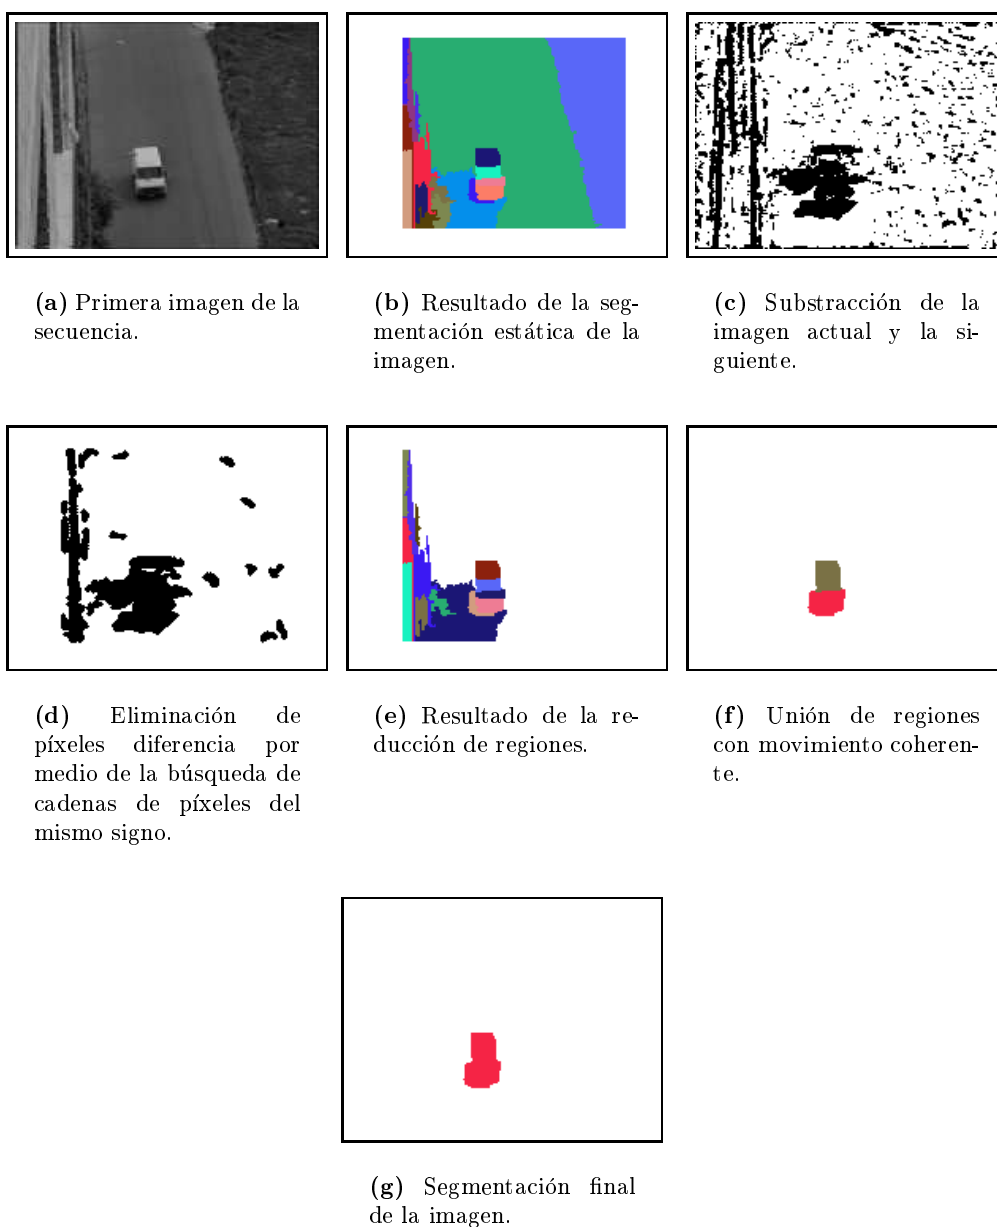 (a) Primera imagen de la
secuencia.
(b) Resultado de la seg-
mentación estática de la
imagen.
(c) Substracción de la
imagen actual y la si-
guiente.
(d) Eliminación de
píxeles diferencia por
medio de la búsqueda de
cadenas de píxeles del
mismo signo.
(e) Resultado de la re-
ducción de regiones.
(f) Unión de regiones
con movimiento coheren-
te.
(g) Segmentación final
de la imagen.